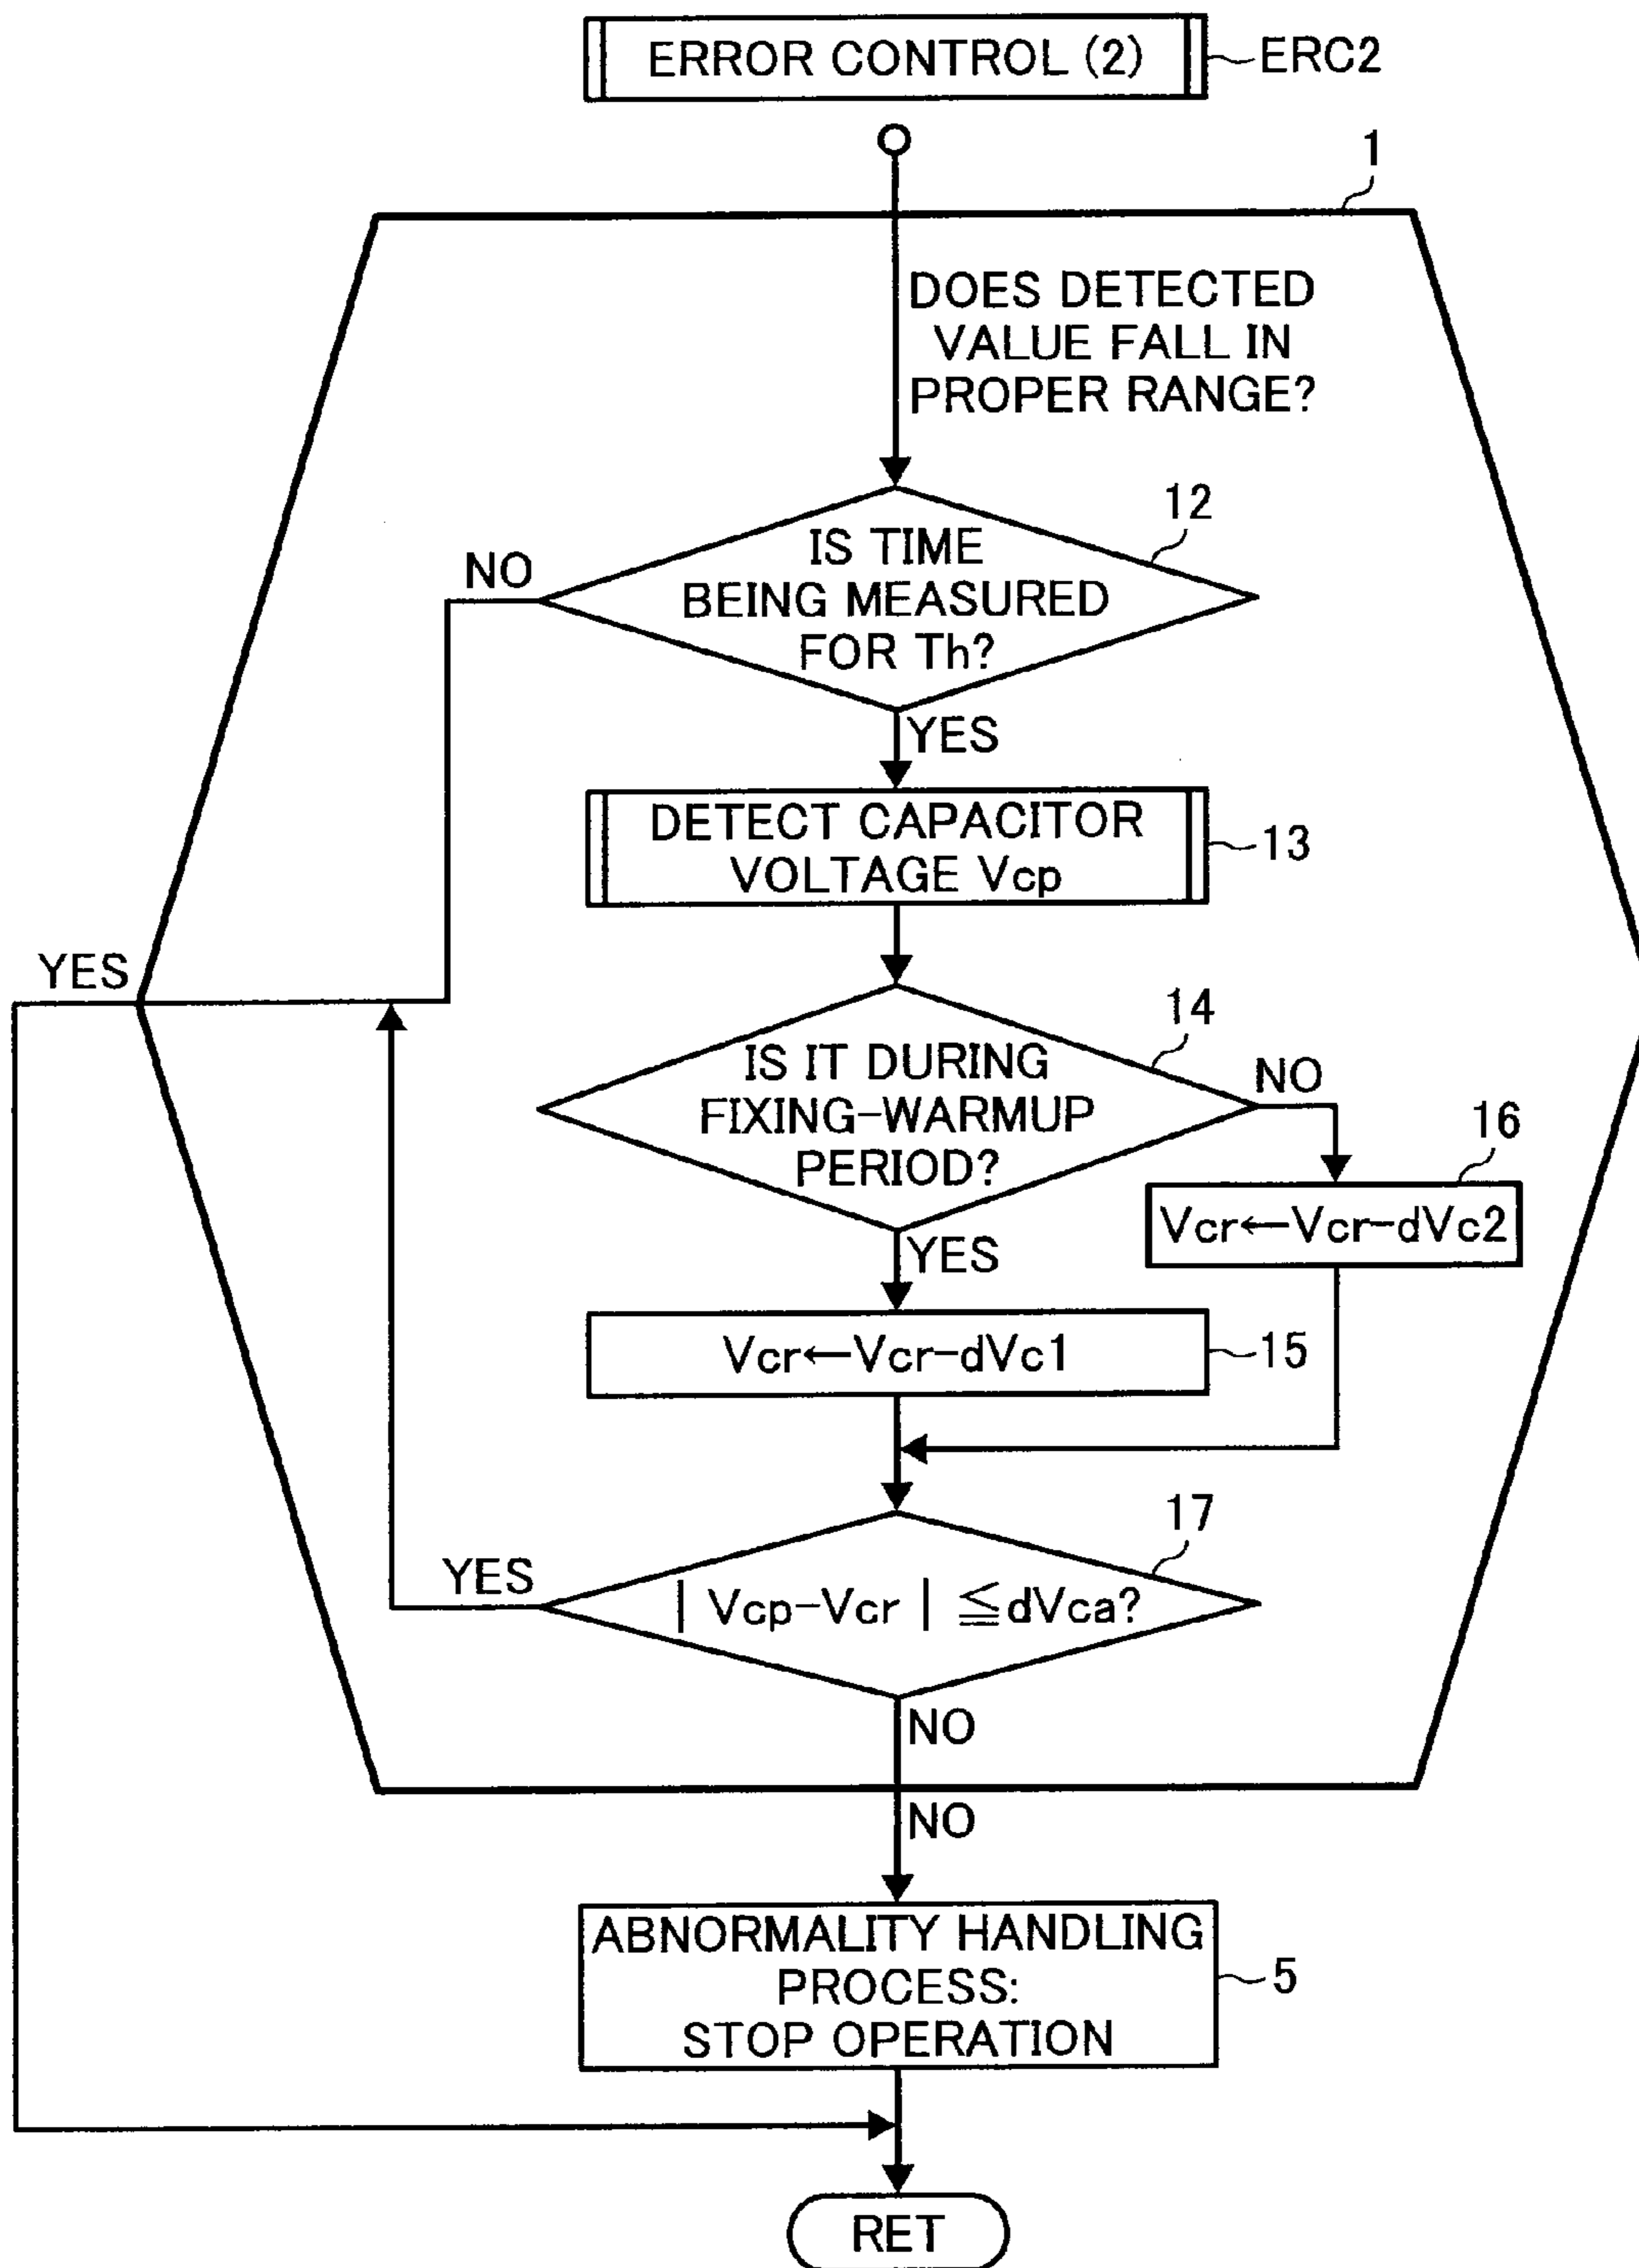 ERROR CONTROL (2)
ERC2
1
DOES DETECTED
VALUE FALL IN
PROPER RANGE?
12
IS TIME
BEING MEASURED
FOR Th?
NO
YES
DETECT CAPACITOR
VOLTAGE Vcp
13
YES
14
IS IT DURING
FIXING-WARMUP
PERIOD?
NO
16
Vcr←Vcr-dVc2
YES
Vcr←Vcr-dVc1
15
17
YES
| Vcp-Vcr | ≦dVca?
NO
NO
ABNORMALITY HANDLING
PROCESS:
STOP OPERATION
5
RET